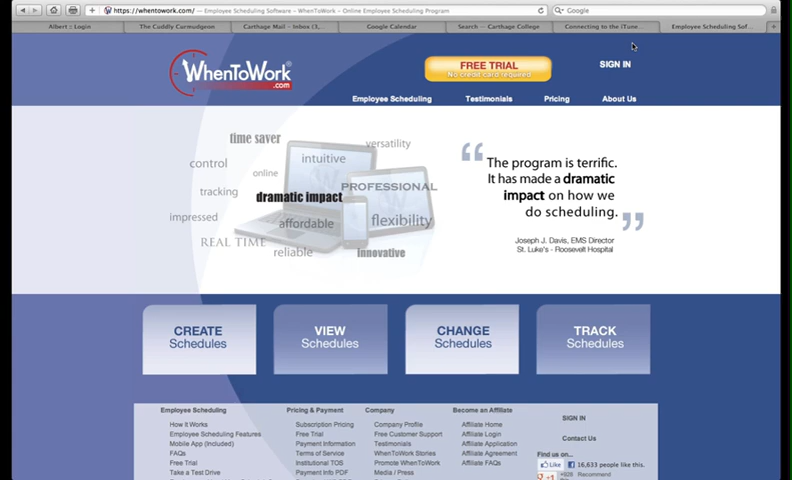 https://whentowork.com/ — Employee Scheduling Software – WhenToWork – Online Employee Scheduling Program
Google
Albert :: Login
The Cuddly Curmudgeon
Carthage Mail – Inbox (3,...
Google Calendar
Search — Carthage College
Connecting to the iTune...
Employee Scheduling Sof...
WhenToWork®
.com
FREE TRIAL
No credit card required
SIGN IN
Employee Scheduling
Testimonials
Pricing
About Us
time saver
versatility
control
intuitive
online
tracking
PROFESSIONAL
dramatic impact
impressed
affordable
flexibility
REAL TIME
reliable
innovative
“ The program is terrific.
It has made a dramatic
impact on how we
do scheduling. ”
Joseph J. Davis, EMS Director
St. Luke's - Roosevelt Hospital
CREATE
Schedules
VIEW
Schedules
CHANGE
Schedules
TRACK
Schedules
Employee Scheduling
How It Works
Employee Scheduling Features
Mobile App (Included)
FAQs
Free Trial
Take a Test Drive
Pricing & Payment
Subscription Pricing
Free Trial
Payment Information
Terms of Service
Institutional TOS
Payment Info PDF
Company
Company Profile
Free Customer Support
Testimonials
WhenToWork Stories
Promote WhenToWork
Media / Press
Become an Affiliate
Affiliate Home
Affiliate Login
Affiliate Application
Affiliate Agreement
Affiliate FAQs
SIGN IN
Contact Us
Find us on...
Like
16,633 people like this.
+1
Recommend